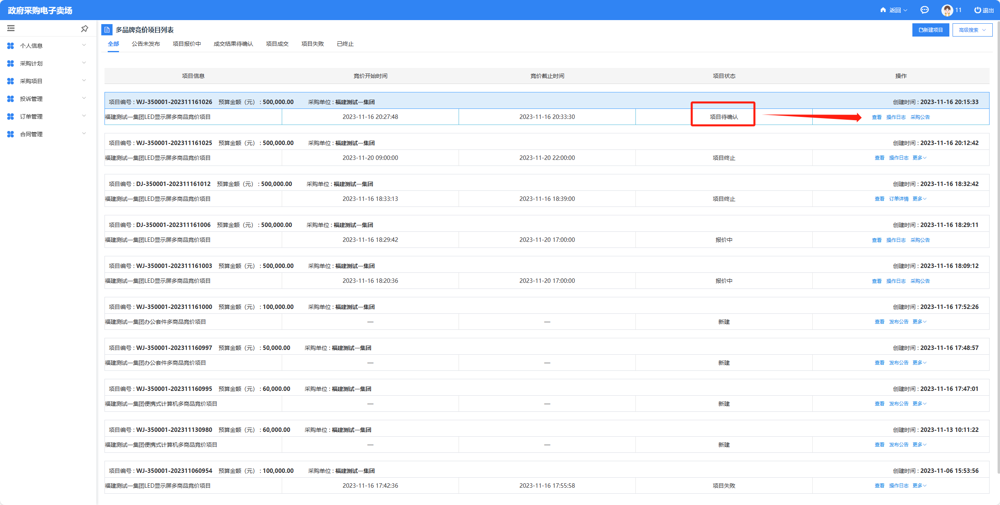 政府采购电子卖场
返回
11
退出
个人信息
采购计划
采购项目
投诉管理
订单管理
合同管理
多品牌竞价项目列表
新建项目
高级搜索
全部 公告未发布 项目报价中 成交结果待确认 项目成交 项目失败 已终止
项目信息 竞价开始时间 竞价截止时间 项目状态 操作
项目编号 : WJ-350001-202311161026 预算金额（元） : 500,000.00 采购单位 : 福建测试一集团 创建时间 : 2023-11-16 20:15:33
福建测试一集团LED显示屏多商品竞价项目 2023-11-16 20:27:48 2023-11-16 20:33:30 项目待确认 查看 操作日志 采购公告
项目编号 : WJ-350001-202311161025 预算金额（元） : 500,000.00 采购单位 : 福建测试一集团 创建时间 : 2023-11-16 20:12:42
福建测试一集团LED显示屏多商品竞价项目 2023-11-20 09:00:00 2023-11-20 22:00:00 项目终止 查看 操作日志 更多
项目编号 : DJ-350001-202311161012 预算金额（元） : 500,000.00 采购单位 : 福建测试一集团 创建时间 : 2023-11-16 18:32:42
福建测试一集团LED显示屏多商品竞价项目 2023-11-16 18:33:13 2023-11-16 18:39:00 项目终止 查看 订单详情 更多
项目编号 : DJ-350001-202311161006 预算金额（元） : 500,000.00 采购单位 : 福建测试一集团 创建时间 : 2023-11-16 18:29:11
福建测试一集团LED显示屏多商品竞价项目 2023-11-16 18:29:42 2023-11-20 17:00:00 报价中 查看 操作日志 采购公告
项目编号 : WJ-350001-202311161003 预算金额（元） : 500,000.00 采购单位 : 福建测试一集团 创建时间 : 2023-11-16 18:09:12
福建测试一集团LED显示屏多商品竞价项目 2023-11-16 18:20:36 2023-11-20 17:00:00 报价中 查看 操作日志 采购公告
项目编号 : WJ-350001-202311161000 预算金额（元） : 100,000.00 采购单位 : 福建测试一集团 创建时间 : 2023-11-16 17:52:26
福建测试一集团办公套件多商品竞价项目 — — 新建 查看 发布公告 更多
项目编号 : WJ-350001-202311160997 预算金额（元） : 50,000.00 采购单位 : 福建测试一集团 创建时间 : 2023-11-16 17:48:57
福建测试一集团办公套件多商品竞价项目 — — 新建 查看 发布公告 更多
项目编号 : WJ-350001-202311160995 预算金额（元） : 60,000.00 采购单位 : 福建测试一集团 创建时间 : 2023-11-16 17:47:01
福建测试一集团便携式计算机多商品竞价项目 — — 新建 查看 发布公告 更多
项目编号 : WJ-350001-202311130980 预算金额（元） : 60,000.00 采购单位 : 福建测试一集团 创建时间 : 2023-11-13 10:11:22
福建测试一集团便携式计算机多商品竞价项目 — — 新建 查看 发布公告 更多
项目编号 : WJ-350001-202311060954 预算金额（元） : 100,000.00 采购单位 : 福建测试一集团 创建时间 : 2023-11-06 15:53:56
福建测试一集团LED显示屏多商品竞价项目 2023-11-16 17:42:36 2023-11-16 17:55:58 项目失败 查看 操作日志 更多